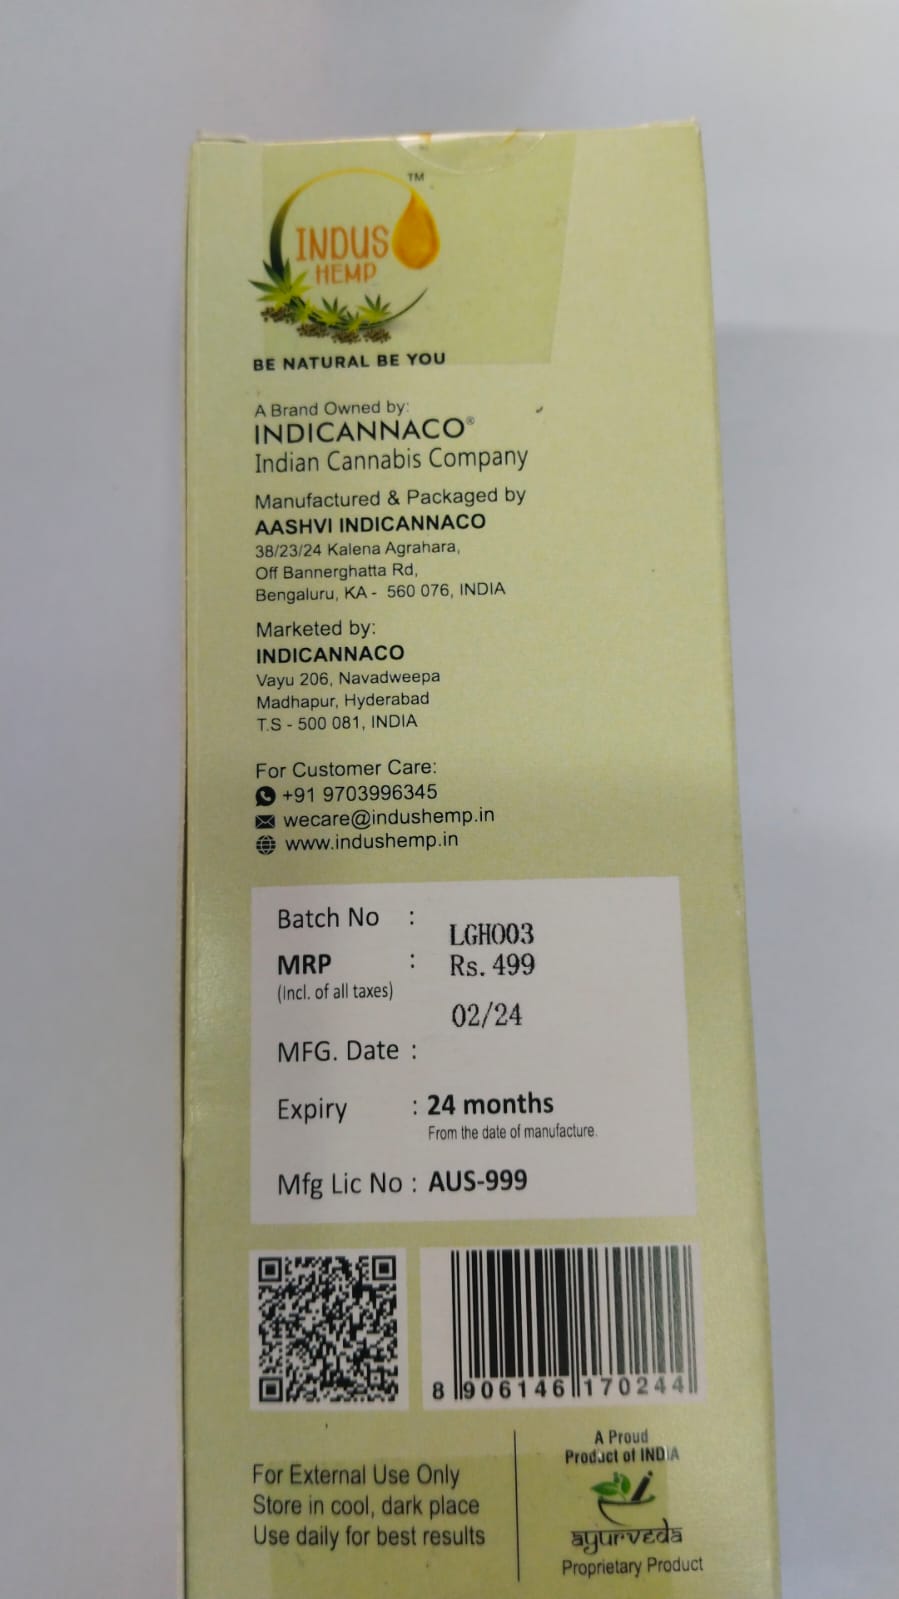 TM
INDUS
HEMP
BE NATURAL BE YOU
A Brand Owned by:
INDICANNACO®
Indian Cannabis Company
Manufactured & Packaged by
AASHVI INDICANNACO
38/23/24 Kalena Agrahara,
Off Bannerghatta Rd,
Bengaluru, KA - 560 076, INDIA
Marketed by:
INDICANNACO
Vayu 206, Navadweepa
Madhapur, Hyderabad
T.S - 500 081, INDIA
For Customer Care:
+91 9703996345
wecare@indushemp.in
www.indushemp.in
Batch No : LGH003
MRP : Rs. 499
(Incl. of all taxes)
02/24
MFG. Date :
Expiry : 24 months
From the date of manufacture.
Mfg Lic No : AUS-999
8 906146 170244
For External Use Only
Store in cool, dark place
Use daily for best results
A Proud
Product of INDIA
ayurveda
Proprietary Product